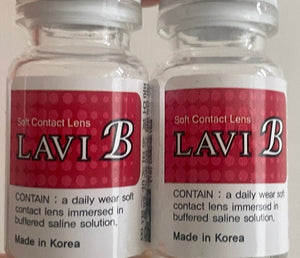 Soft Contact Lens
LAVI B
CONTAIN : a daily wear soft
contact lens immersed in
buffered saline solution.
Made in Korea
Soft Contact Lens
LAVI B
CONTAIN : a daily wear soft
contact lens immersed in
buffered saline solution.
Made in Korea